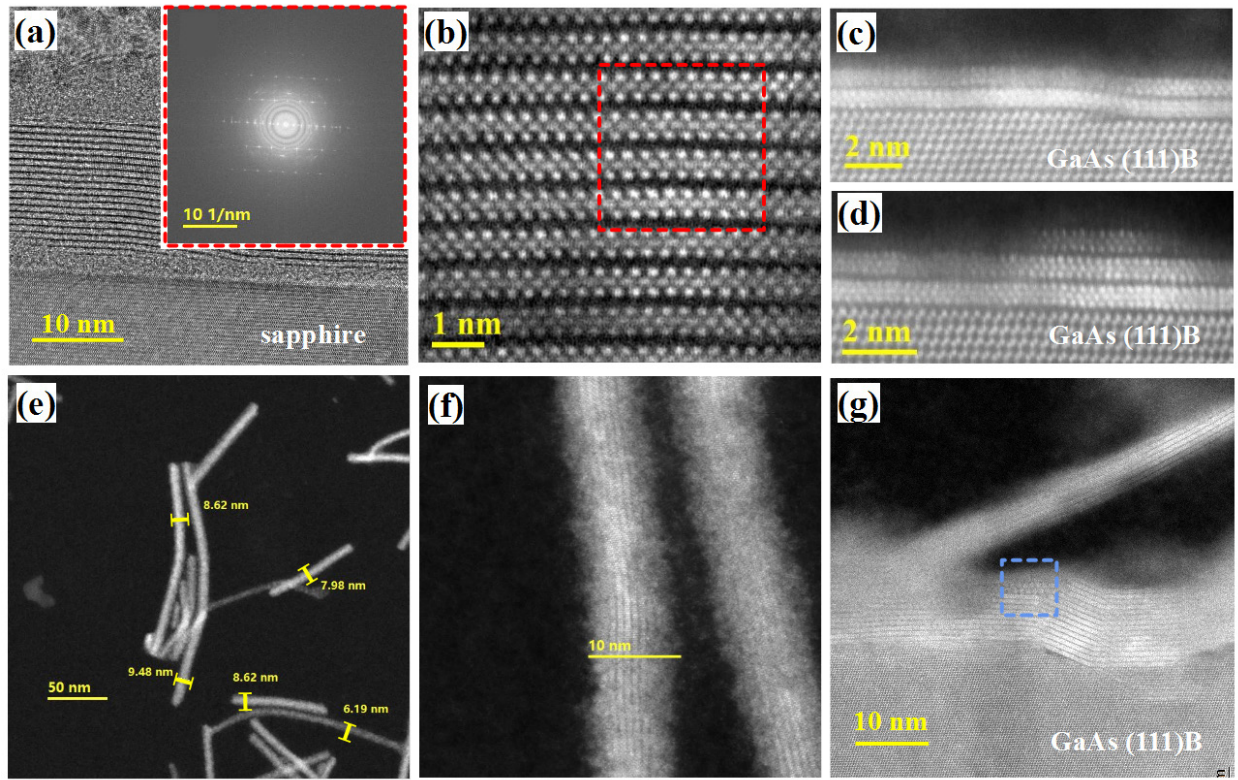 (a)
10 1/nm
10 nm
sapphire
(b)
1 nm
(c)
2 nm
GaAs (111)B
(d)
2 nm
GaAs (111)B
(e)
8.62 nm
7.98 nm
9.48 nm
50 nm
8.62 nm
6.19 nm
(f)
10 nm
(g)
10 nm
GaAs (111)B